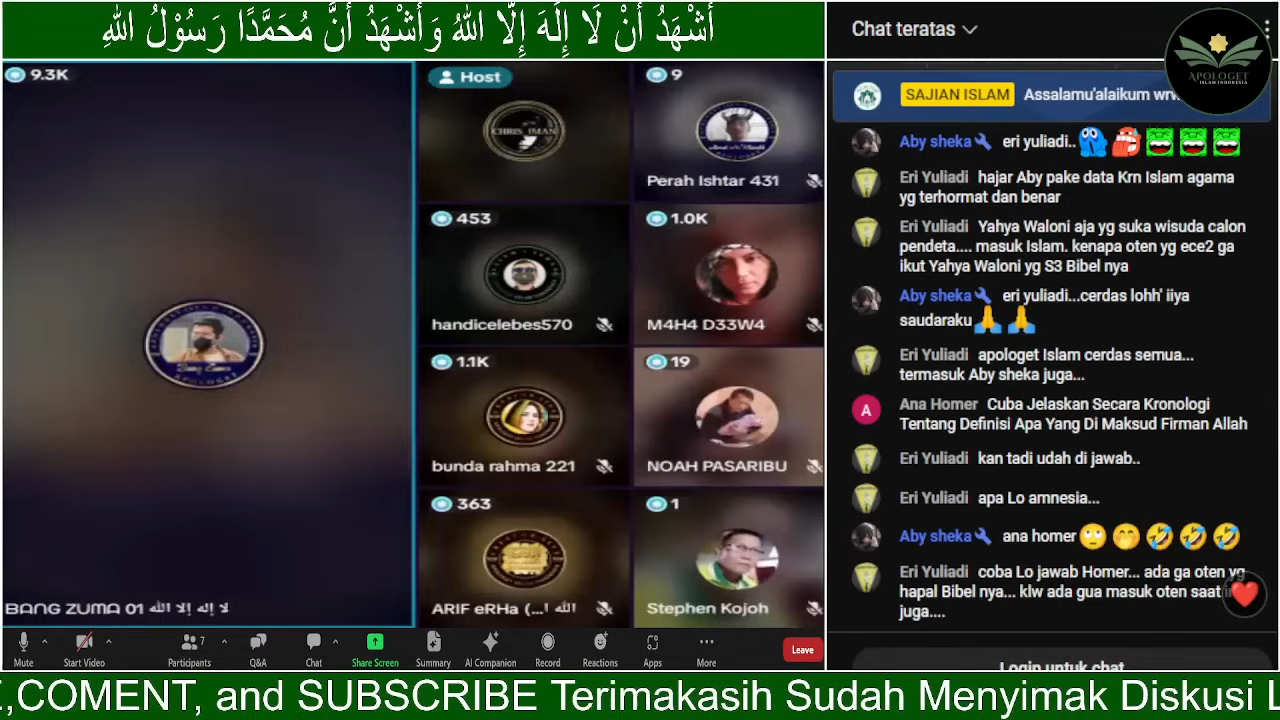 أَشْهَدُ أَنْ لَا إِلَهَ إِلَّا اللهُ وَأَشْهَدُ أَنَّ مُحَمَّدًا رَسُوْلُ اللهِ
9.3K
BANG ZUMA 01 لا إله إلا الله
Host
CHRIS_IMAN
9
Perah Ishtar 431
453
handicelebes570
1.0K
M4H4 D33W4
1.1K
bunda rahma 221
19
NOAH PASARIBU
363
ARIF eRHa (... الله
1
Stephen Kojoh
Mute
Start Video
7
Participants
Q&A
Chat
Share Screen
Summary
AI Companion
Record
Reactions
Apps
More
Leave
Chat teratas
APOLOGET
ISLAM INDONESIA
SAJIAN ISLAM Assalamu'alaikum wrw
Aby sheka eri yuliadi..
Eri Yuliadi hajar Aby pake data Krn Islam agama
yg terhormat dan benar
Eri Yuliadi Yahya Waloni aja yg suka wisuda calon
pendeta.... masuk Islam. kenapa oten yg ece2 ga
ikut Yahya Waloni yg S3 Bibel nya
Aby sheka eri yuliadi...cerdas lohh' iiya
saudaraku
Eri Yuliadi apologet Islam cerdas semua...
termasuk Aby sheka juga...
A
Ana Homer Cuba Jelaskan Secara Kronologi
Tentang Definisi Apa Yang Di Maksud Firman Allah
Eri Yuliadi kan tadi udah di jawab..
Eri Yuliadi apa Lo amnesia...
Aby sheka ana homer
Eri Yuliadi coba Lo jawab Homer... ada ga oten yg
hapal Bibel nya... klw ada gua masuk oten saat in
juga....
Login untuk chat
,COMENT, and SUBSCRIBE Terimakasih Sudah Menyimak Diskusi L